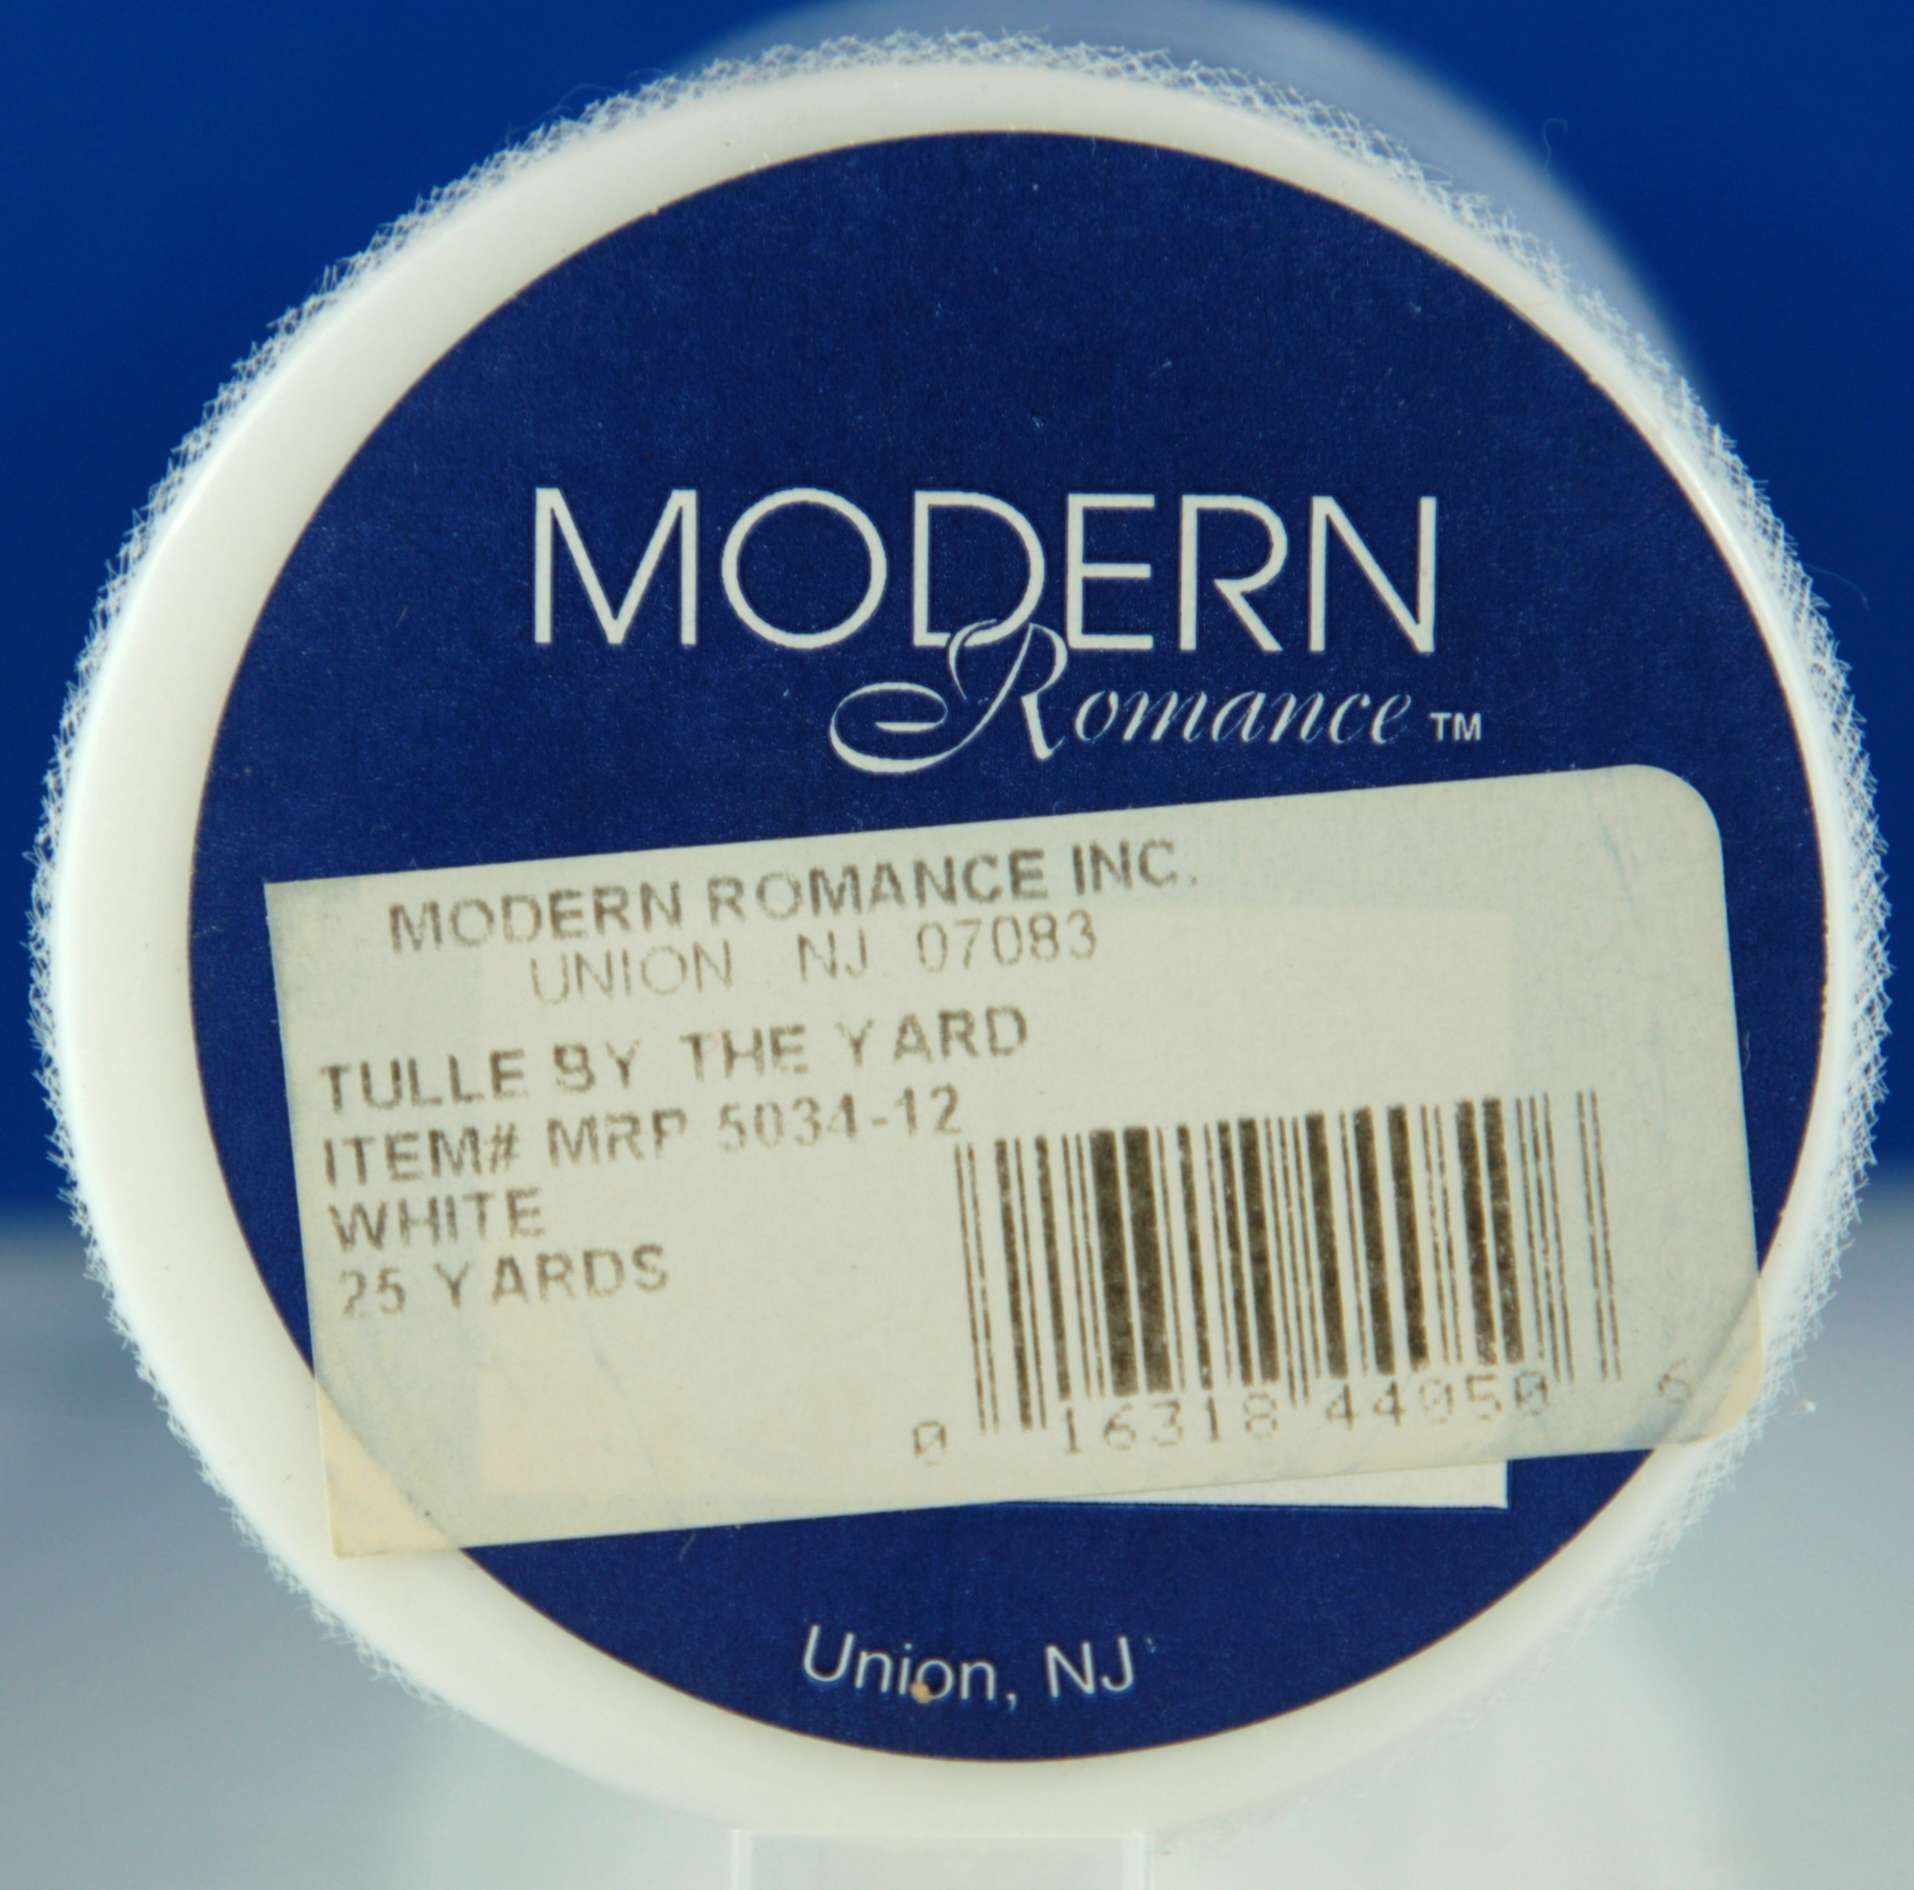 MODERN
Romance™
MODERN ROMANCE INC.
UNION NJ 07083
TULLE BY THE YARD
ITEM# MRP 5034-12
WHITE
25 YARDS
0 16318 44050 6
Union, NJ